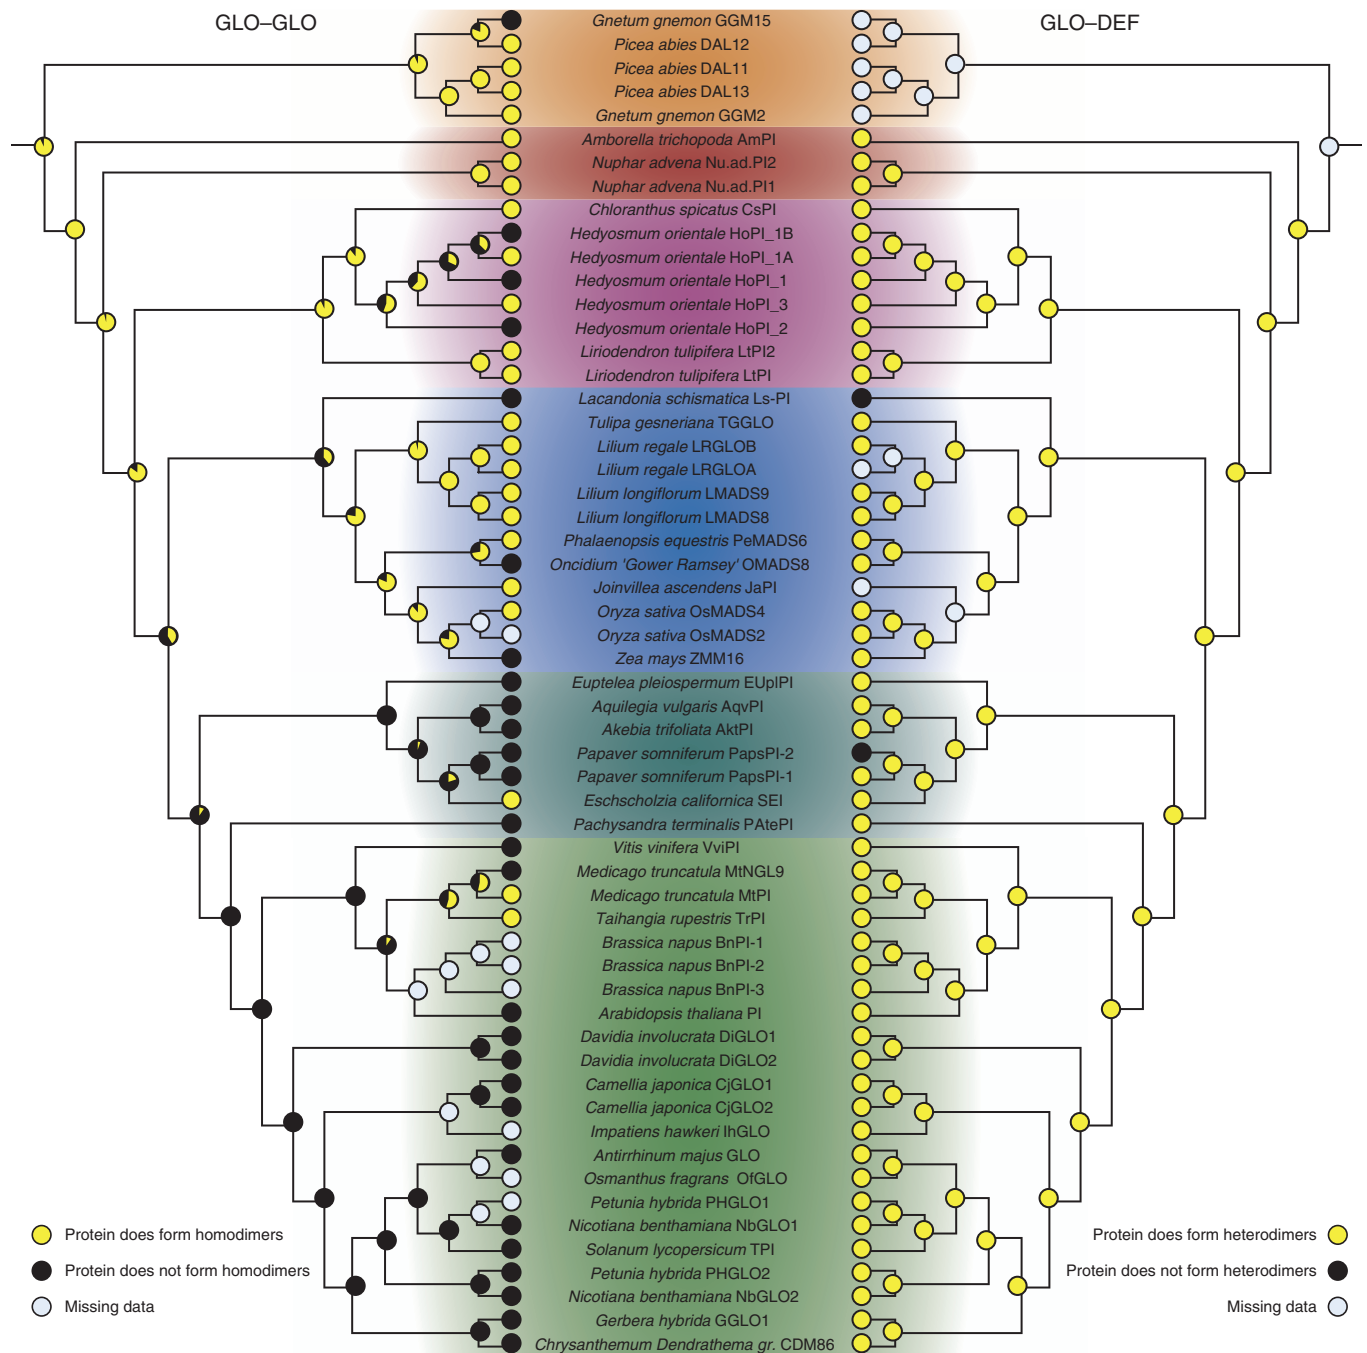 GLO–GLO
GLO–DEF
Gnetum gnemon GGM15
Picea abies DAL12
Picea abies DAL11
Picea abies DAL13
Gnetum gnemon GGM2
Amborella trichopoda AmPI
Nuphar advena Nu.ad.PI2
Nuphar advena Nu.ad.PI1
Chloranthus spicatus CsPI
Hedyosmum orientale HoPI_1B
Hedyosmum orientale HoPI_1A
Hedyosmum orientale HoPI_1
Hedyosmum orientale HoPI_3
Hedyosmum orientale HoPI_2
Liriodendron tulipifera LtPI2
Liriodendron tulipifera LtPI
Lacandonia schismatica Ls-PI
Tulipa gesneriana TGGLO
Lilium regale LRGLOB
Lilium regale LRGLOA
Lilium longiflorum LMADS9
Lilium longiflorum LMADS8
Phalaenopsis equestris PeMADS6
Oncidium 'Gower Ramsey' OMADS8
Joinvillea ascendens JaPI
Oryza sativa OsMADS4
Oryza sativa OsMADS2
Zea mays ZMM16
Euptelea pleiospermum EUplPI
Aquilegia vulgaris AqvPI
Akebia trifoliata AktPI
Papaver somniferum PapsPI-2
Papaver somniferum PapsPI-1
Eschscholzia californica SEI
Pachysandra terminalis PAtePI
Vitis vinifera VviPI
Medicago truncatula MtNGL9
Medicago truncatula MtPI
Taihangia rupestris TrPI
Brassica napus BnPI-1
Brassica napus BnPI-2
Brassica napus BnPI-3
Arabidopsis thaliana PI
Davidia involucrata DiGLO1
Davidia involucrata DiGLO2
Camellia japonica CjGLO1
Camellia japonica CjGLO2
Impatiens hawkeri IhGLO
Antirrhinum majus GLO
Osmanthus fragrans OfGLO
Petunia hybrida PHGLO1
Nicotiana benthamiana NbGLO1
Solanum lycopersicum TPI
Petunia hybrida PHGLO2
Nicotiana benthamiana NbGLO2
Gerbera hybrida GGLO1
Chrysanthemum Dendrathema gr. CDM86
Protein does form homodimers
Protein does not form homodimers
Missing data
Protein does form heterodimers
Protein does not form heterodimers
Missing data